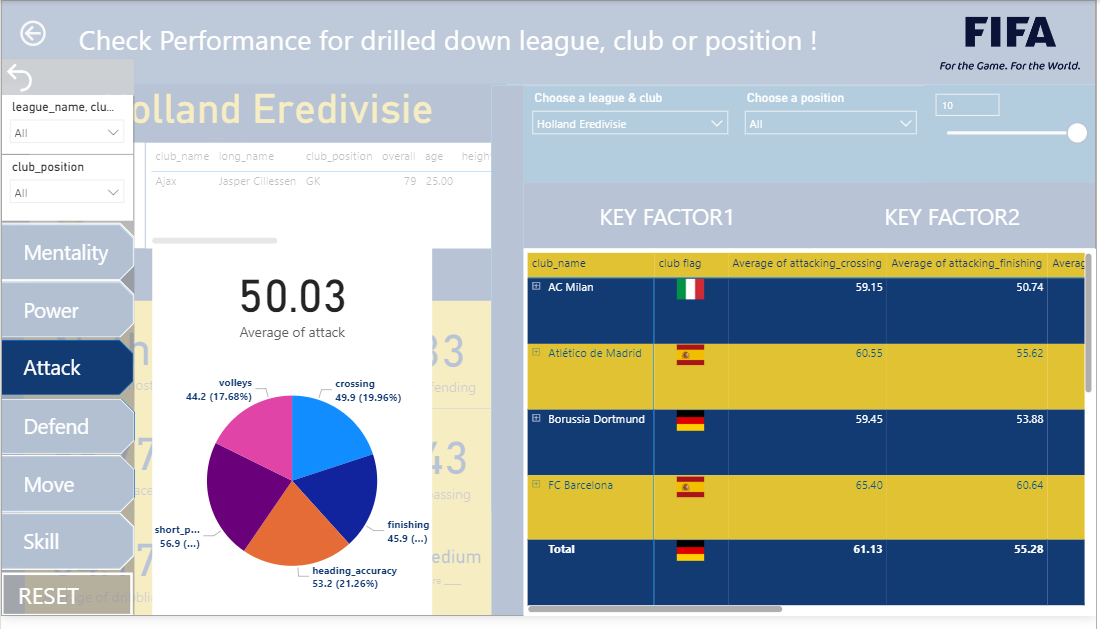 Check Performance for drilled down league, club or position !
FIFA
For the Game. For the World.
league_name, clu...
All
club_position
All
Mentality
Power
Attack
Defend
Move
Skill
RESET
olland Eredivisie
club_name long_name club_position overall age heigh
Ajax Jasper Cillessen GK 79 25.00
50.03
Average of attack
volleys
44.2 (17.68%)
crossing
49.9 (19.96%)
finishing
45.9 (...)
heading_accuracy
53.2 (21.26%)
short_p...
56.9 (...)
33
fending
43
assing
edium
Choose a league & club
Holland Eredivisie
Choose a position
All
10
KEY FACTOR1
KEY FACTOR2
club_name club flag Average of attacking_crossing Average of attacking_finishing Averag
AC Milan 59.15 50.74
Atlético de Madrid 60.55 55.62
Borussia Dortmund 59.45 53.88
FC Barcelona 65.40 60.64
Total 61.13 55.28